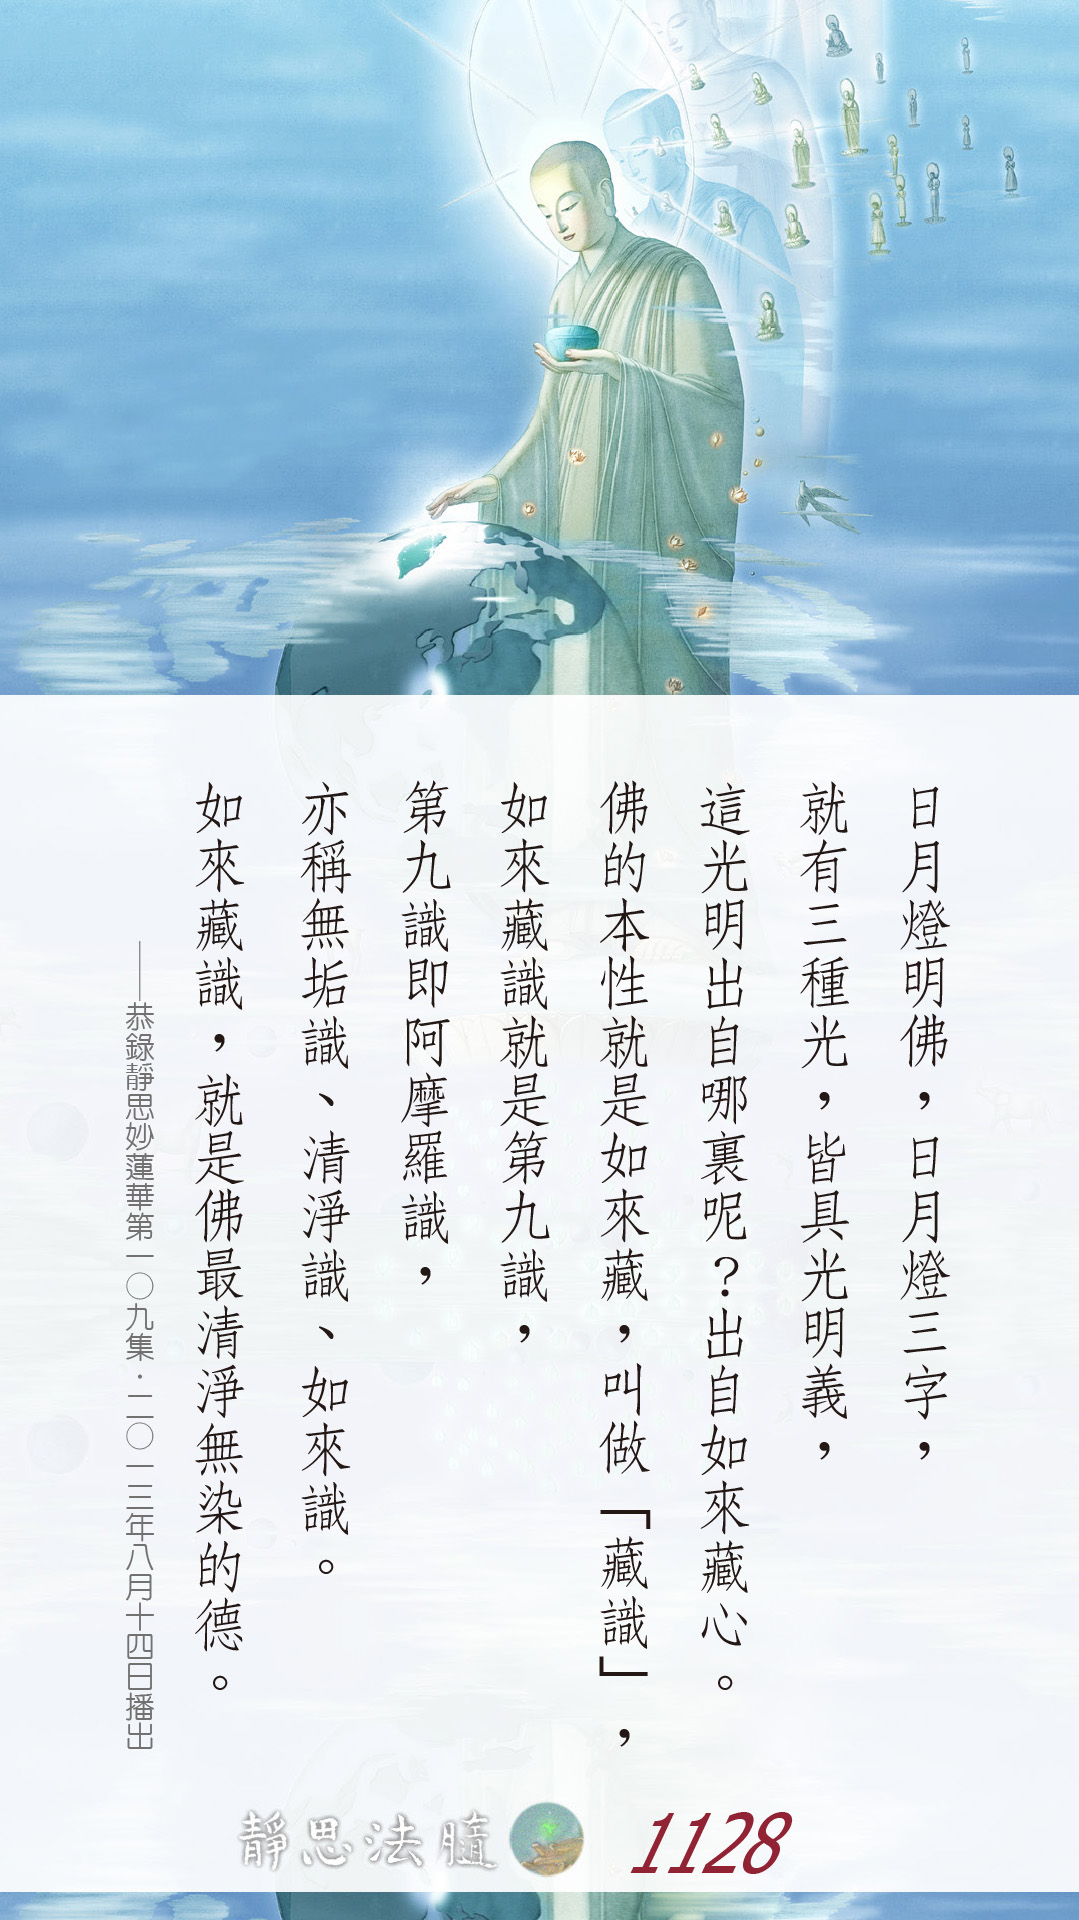 日月燈明佛，日月燈三字，
就有三種光，皆具光明義，
這光明出自哪裏呢？出自如來藏心。
佛的本性就是如來藏，叫做「藏識」，
如來藏識就是第九識，
第九識即阿摩羅識，
亦稱無垢識、清淨識、如來識。
如來藏識，就是佛最清淨無染的德。
——恭錄靜思妙蓮華第一〇九集·二〇一三年八月十四日播出
靜思法髓
1128